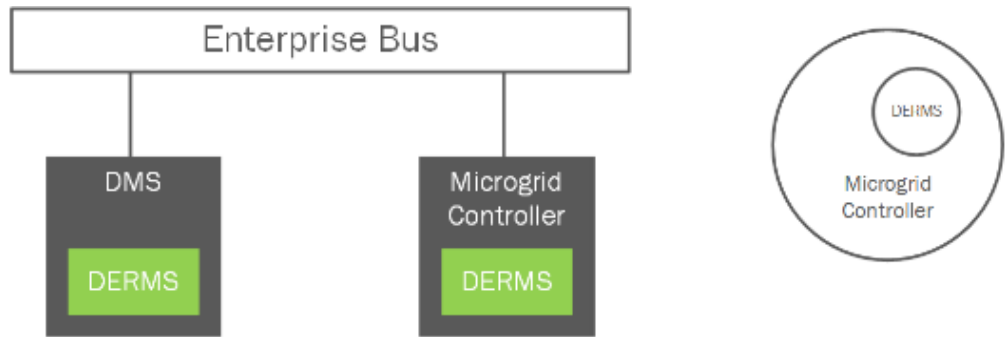 Enterprise Bus
DMS
DERMS
Microgrid
Controller
DERMS
DERMS
Microgrid
Controller